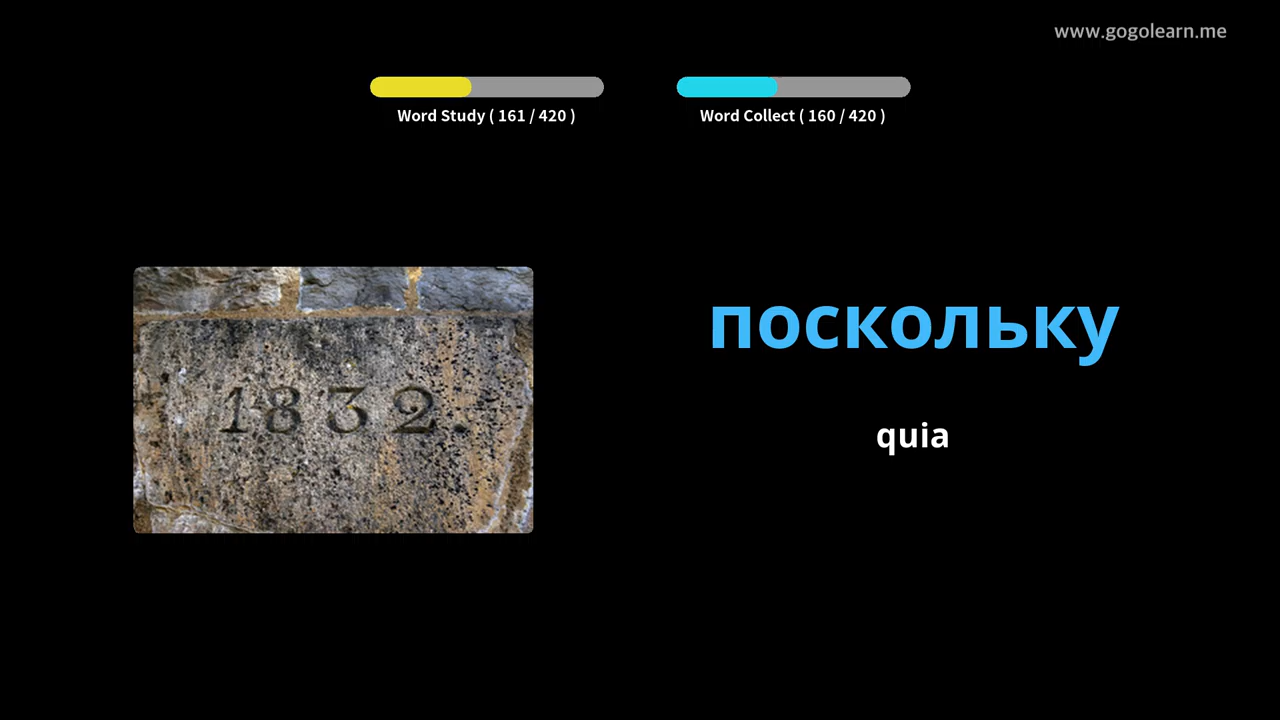 www.gogolearn.me
Word Study ( 161 / 420 )
Word Collect ( 160 / 420 )
1832.
поскольку
quia